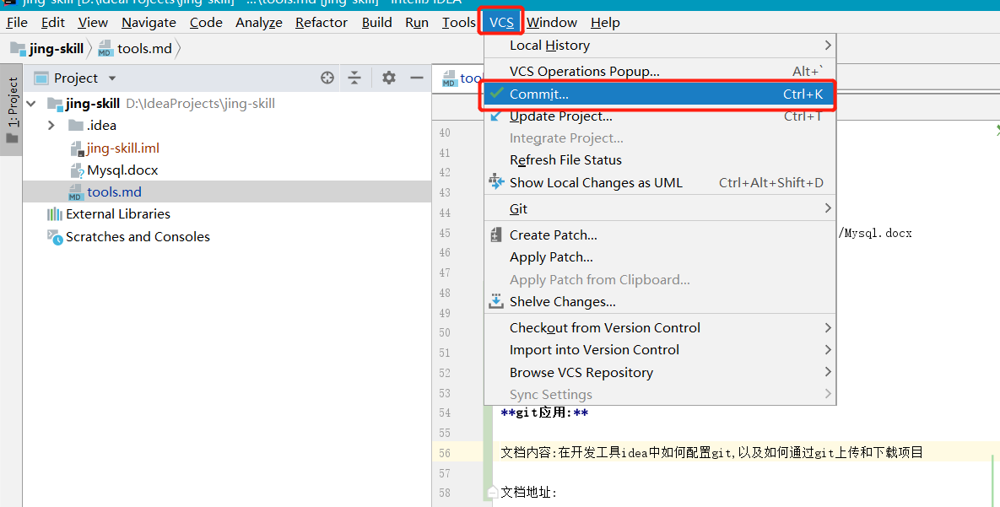 jing-skill [D:\IdeaProjects\jing-skill] - ...\tools.md [jing-skill] - IntelliJ IDEA
File Edit View Navigate Code Analyze Refactor Build Run Tools VCS Window Help
jing-skill tools.md
1: Project
Project
jing-skill D:\IdeaProjects\jing-skill
.idea
jing-skill.iml
Mysql.docx
tools.md
External Libraries
Scratches and Consoles
Local History
VCS Operations Popup... Alt+`
Commit... Ctrl+K
Update Project... Ctrl+T
Integrate Project...
Refresh File Status
Show Local Changes as UML Ctrl+Alt+Shift+D
Git
Create Patch...
Apply Patch...
Apply Patch from Clipboard...
Shelve Changes...
Checkout from Version Control
Import into Version Control
Browse VCS Repository
Sync Settings
too
40
41
42
43
44
45 /Mysql.docx
46
47
48
49
50
51
52
53
54 **git应用:**
55
56 文档内容:在开发工具idea中如何配置git,以及如何通过git上传和下载项目
57
58 文档地址: